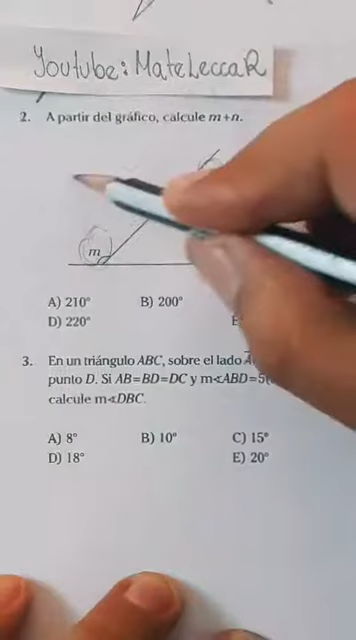 Youtube: MateLeccaR
2. A partir del gráfico, calcule m+n.
m
A) 210° B) 200°
D) 220° E
3. En un triángulo ABC, sobre el lado A
punto D. Si AB=BD=DC y m∢ABD=5
calcule m∢DBC.
A) 8° B) 10° C) 15°
D) 18° E) 20°